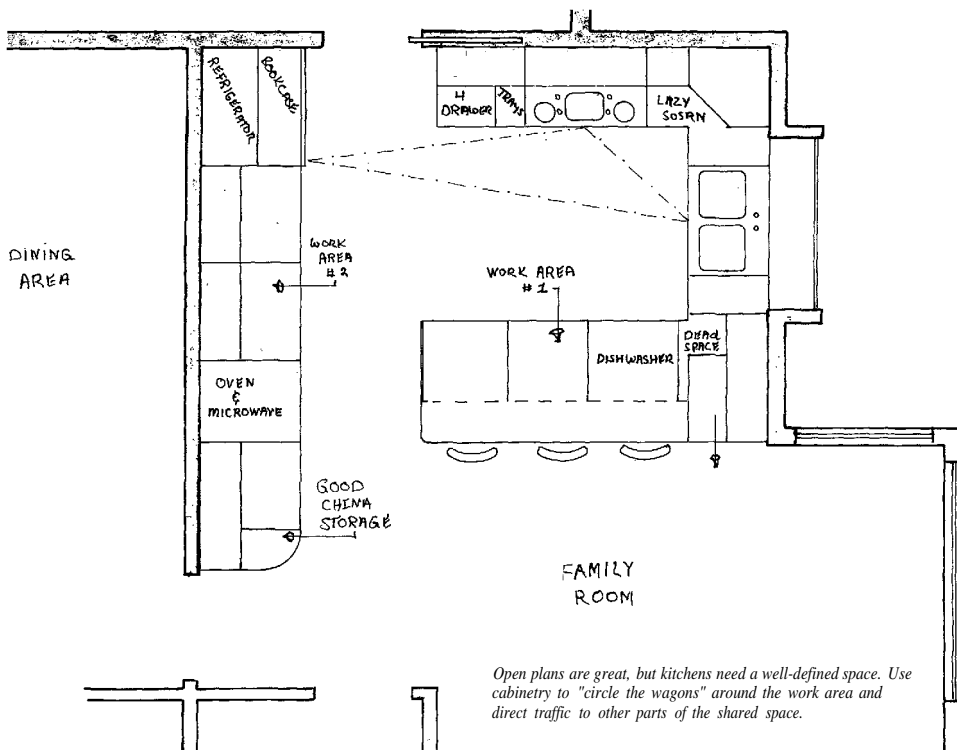 REFRIGERATOR
BOOKCASE
4
DRAWER
TRAYS
LAZY
SUSAN
DINING
AREA
WORK
AREA
#2
WORK AREA
#1
DISHWASHER
DEAD
SPACE
OVEN
&
MICROWAVE
GOOD
CHINA
STORAGE
FAMILY
ROOM
Open plans are great, but kitchens need a well-defined space. Use
cabinetry to "circle the wagons" around the work area and
direct traffic to other parts of the shared space.